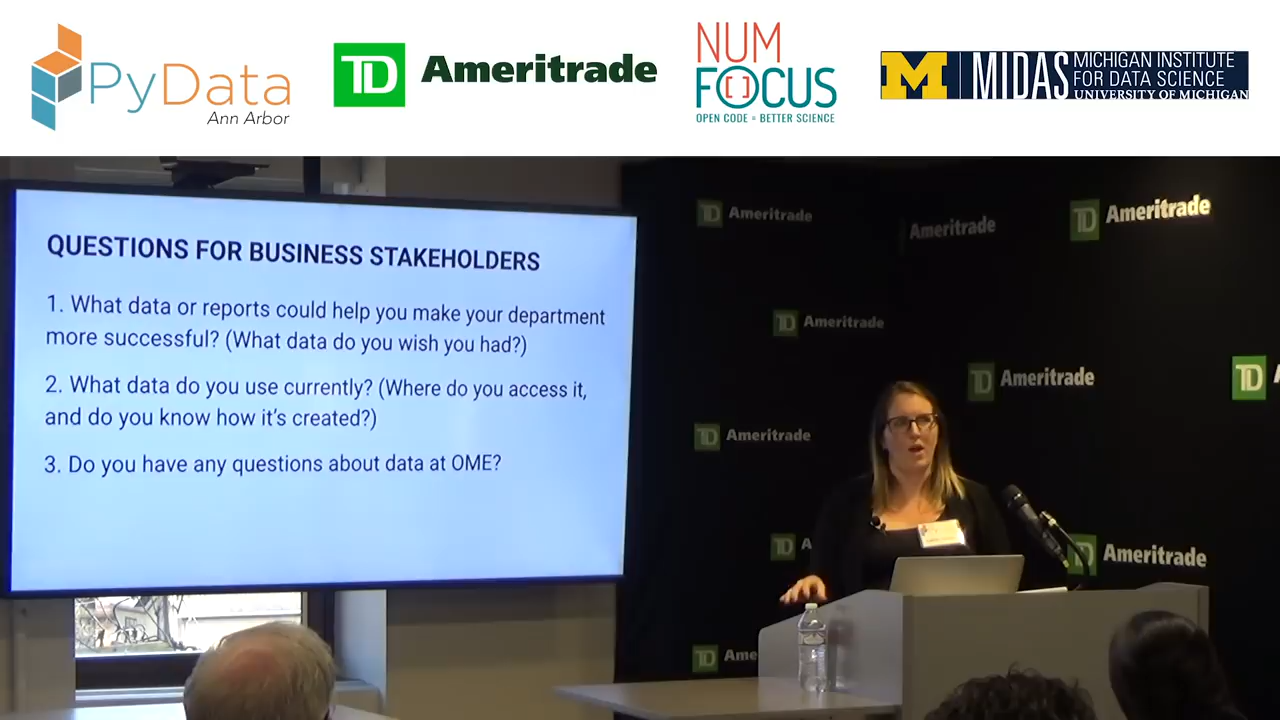 PyData
Ann Arbor
TD Ameritrade
NUM
FOCUS
OPEN CODE = BETTER SCIENCE
M MIDAS
MICHIGAN INSTITUTE
FOR DATA SCIENCE
UNIVERSITY OF MICHIGAN
QUESTIONS FOR BUSINESS STAKEHOLDERS
1. What data or reports could help you make your department
more successful? (What data do you wish you had?)
2. What data do you use currently? (Where do you access it,
and do you know how it's created?)
3. Do you have any questions about data at OME?
TD Ameritrade
Ameritrade
TD Ameritrade
TD Ameritrade
TD Ameritrade
TD A
TD Ameritrade
TD A
TD Ameritrade
TD Ame